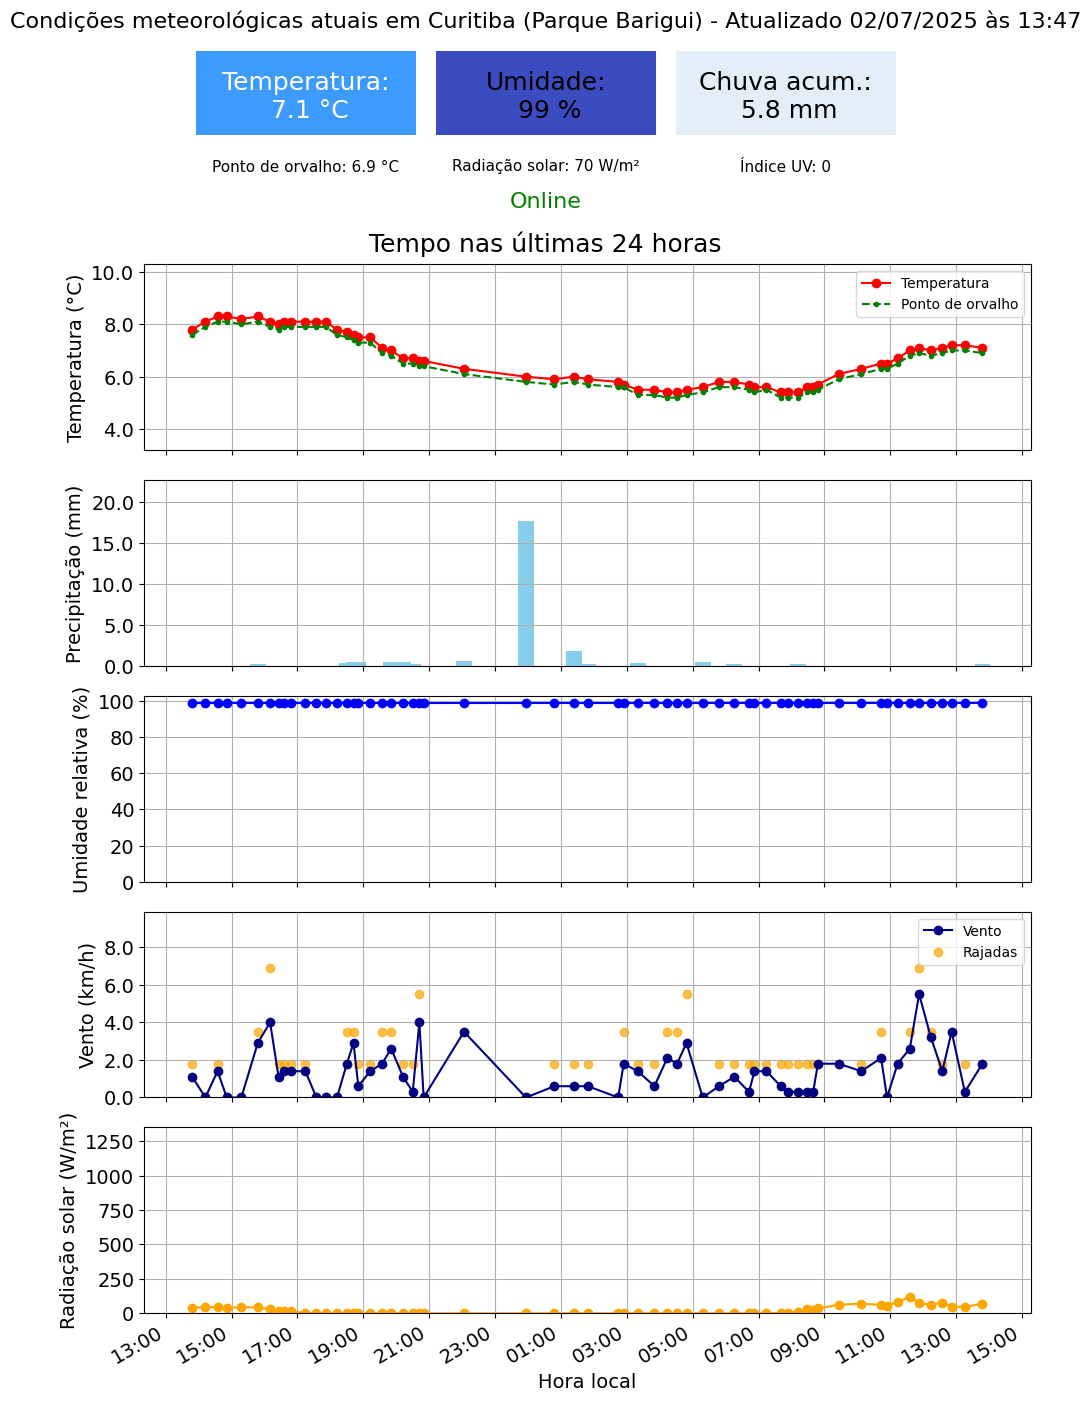 Condições meteorológicas atuais em Curitiba (Parque Barigui) - Atualizado 02/07/2025 às 13:47
Temperatura:
7.1 °C
Umidade:
99 %
Chuva acum.:
5.8 mm
Ponto de orvalho: 6.9 °C
Radiação solar: 70 W/m²
Índice UV: 0
Online
Tempo nas últimas 24 horas
Temperatura (°C)
10.0
8.0
6.0
4.0
Temperatura
Ponto de orvalho
Precipitação (mm)
20.0
15.0
10.0
5.0
0.0
Umidade relativa (%)
100
80
60
40
20
0
Vento (km/h)
8.0
6.0
4.0
2.0
0.0
Vento
Rajadas
Radiação solar (W/m²)
1250
1000
750
500
250
0
13:00
15:00
17:00
19:00
21:00
23:00
01:00
03:00
05:00
07:00
09:00
11:00
13:00
15:00
Hora local